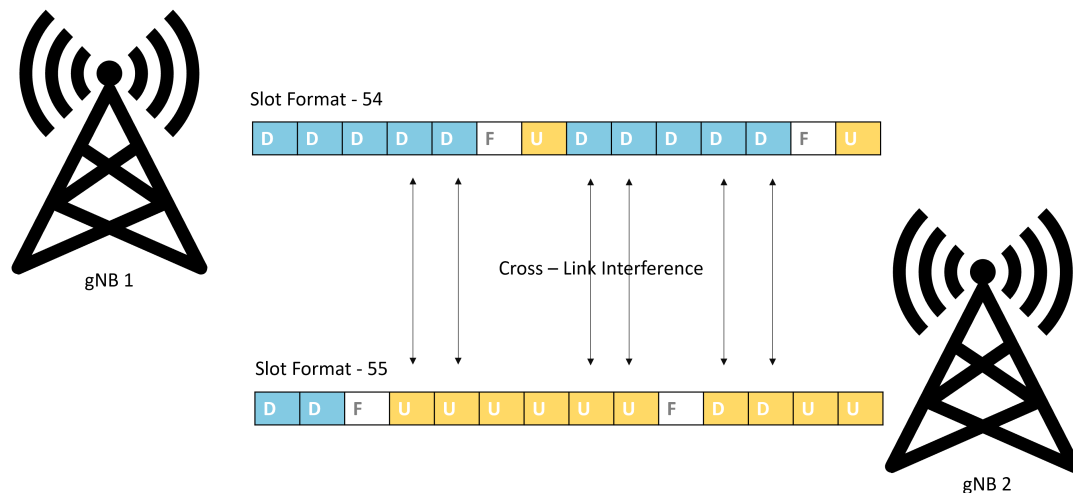 Slot Format - 54
D D D D D F U D D D D D F U
gNB 1
Cross – Link Interference
Slot Format - 55
D D F U U U U U U F D D U U
gNB 2